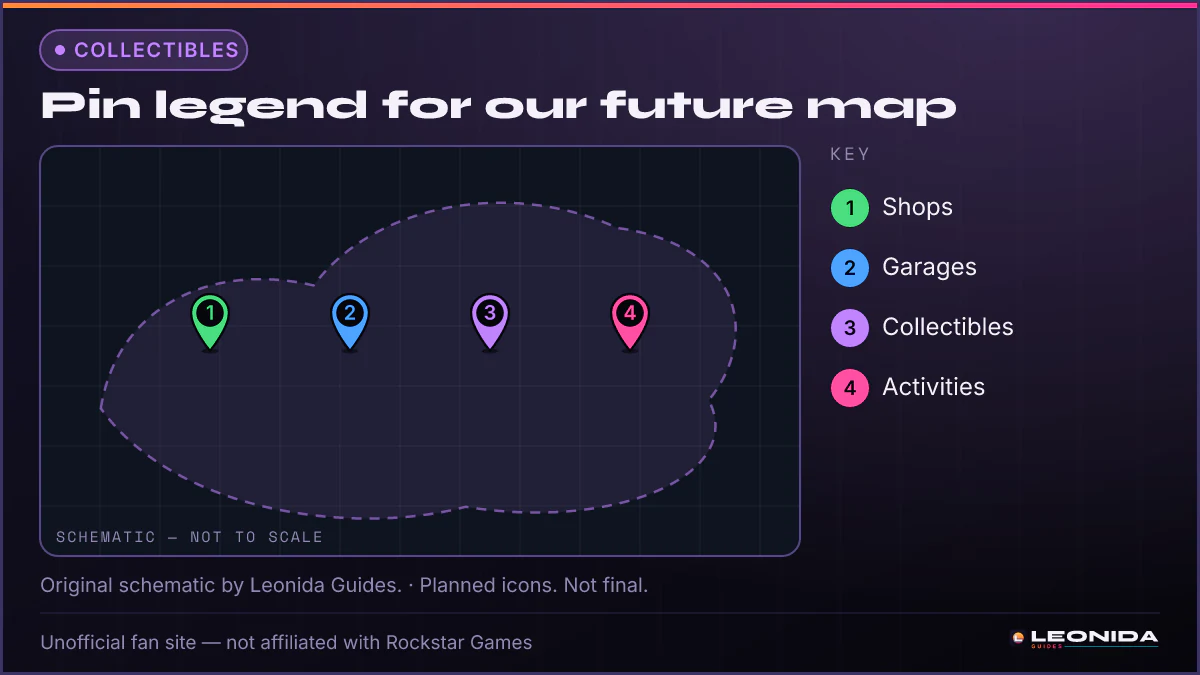 COLLECTIBLES
Pin legend for our future map
KEY
1 Shops
2 Garages
3 Collectibles
4 Activities
1 2 3 4
SCHEMATIC — NOT TO SCALE
Original schematic by Leonida Guides. · Planned icons. Not final.
Unofficial fan site — not affiliated with Rockstar Games
LEONIDA
GUIDES